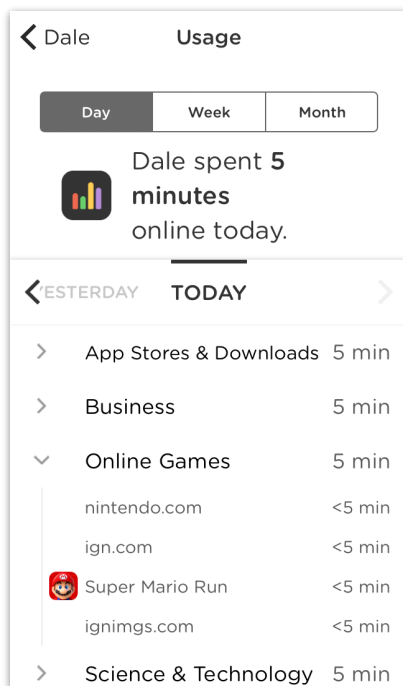 Dale
Usage
Day Week Month
Dale spent 5
minutes
online today.
YESTERDAY TODAY
App Stores & Downloads 5 min
Business 5 min
Online Games 5 min
nintendo.com <5 min
ign.com <5 min
Super Mario Run <5 min
ignimgs.com <5 min
Science & Technology 5 min